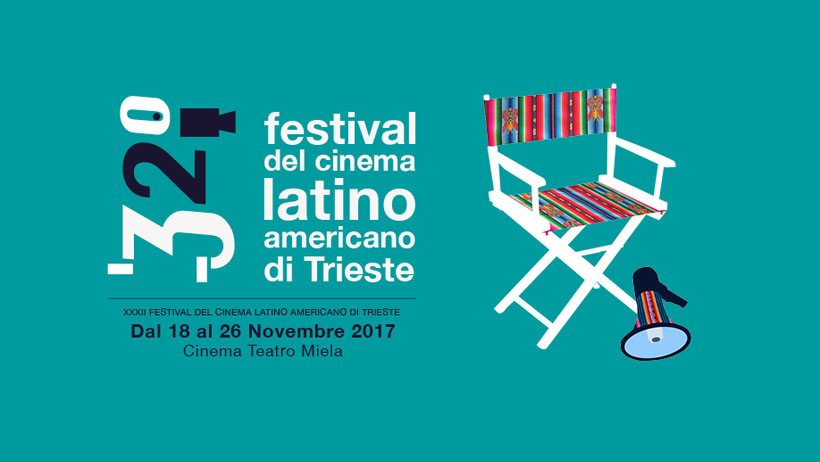 32º
festival
del cinema
latino
americano
di Trieste
XXXII FESTIVAL DEL CINEMA LATINO AMERICANO DI TRIESTE
Dal 18 al 26 Novembre 2017
Cinema Teatro Miela